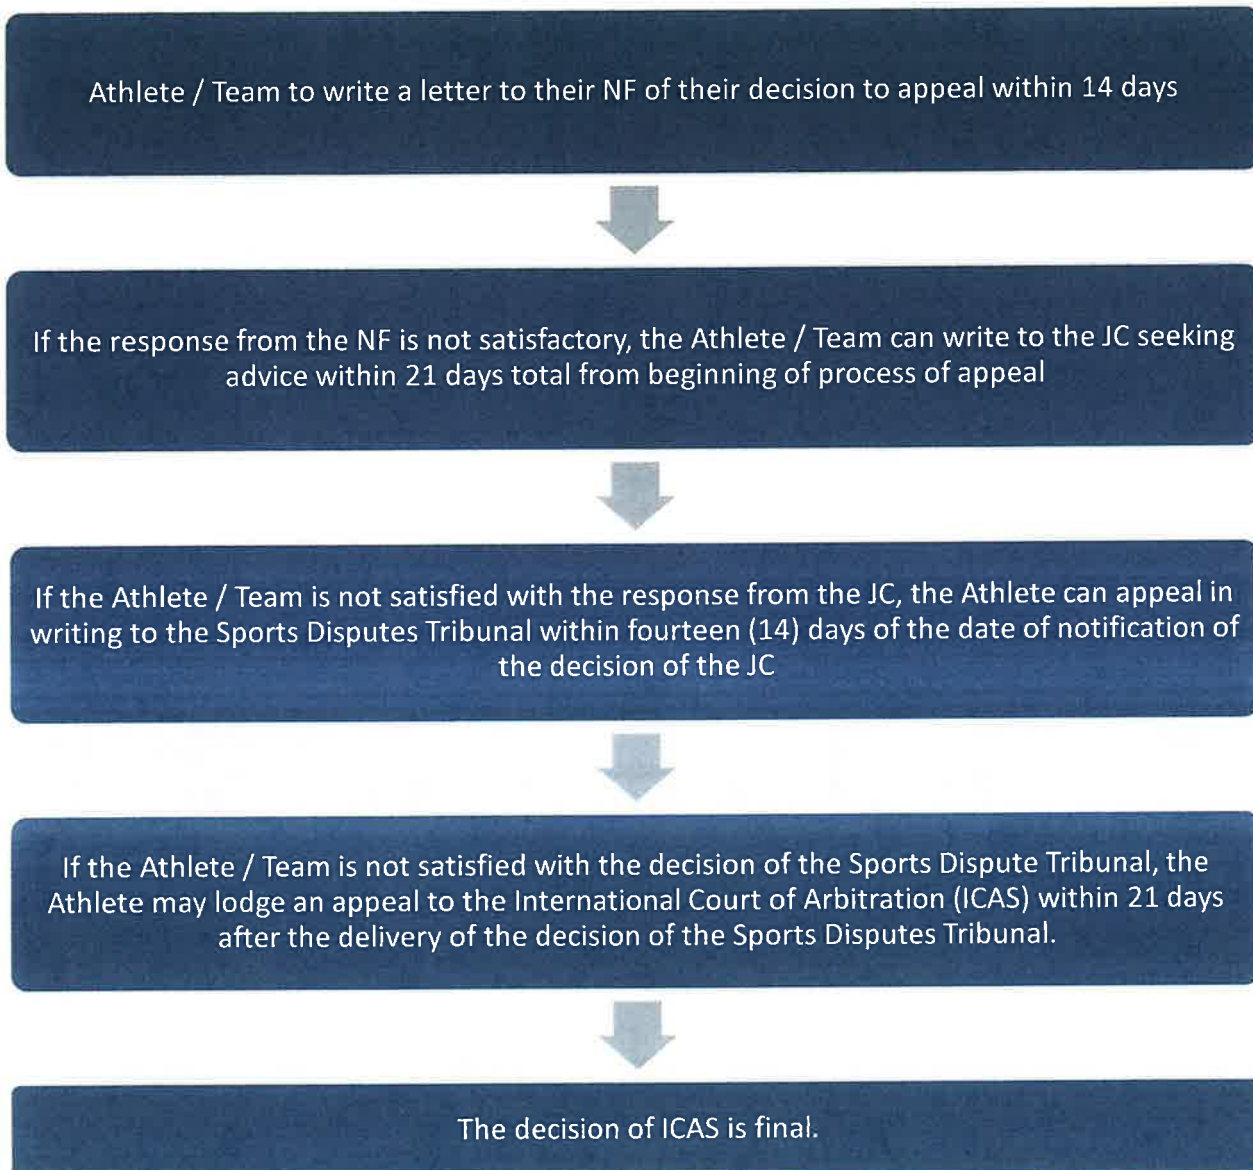 Athlete / Team to write a letter to their NF of their decision to appeal within 14 days
If the response from the NF is not satisfactory, the Athlete / Team can write to the JC seeking
advice within 21 days total from beginning of process of appeal
If the Athlete / Team is not satisfied with the response from the JC, the Athlete can appeal in
writing to the Sports Disputes Tribunal within fourteen (14) days of the date of notification of
the decision of the JC
If the Athlete / Team is not satisfied with the decision of the Sports Dispute Tribunal, the
Athlete may lodge an appeal to the International Court of Arbitration (ICAS) within 21 days
after the delivery of the decision of the Sports Disputes Tribunal.
The decision of ICAS is final.